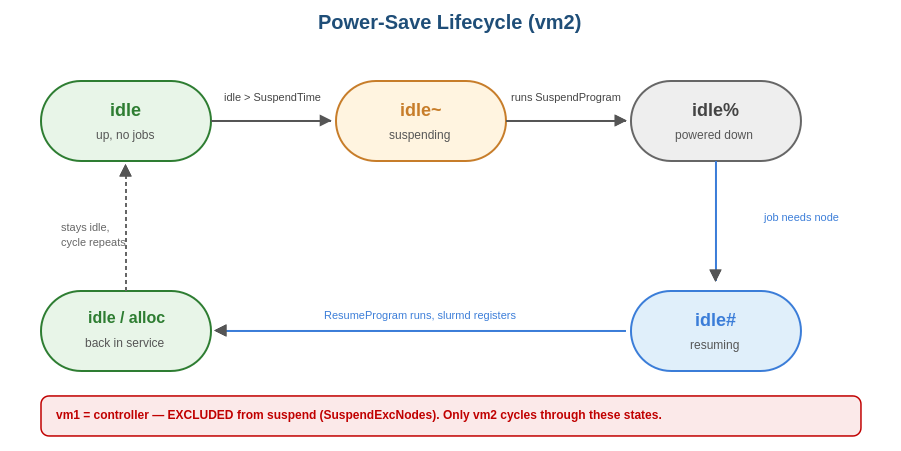 Power-Save Lifecycle (vm2)
idle
up, no jobs
idle > SuspendTime
idle~
suspending
runs SuspendProgram
idle%
powered down
stays idle,
cycle repeats
job needs node
idle / alloc
back in service
ResumeProgram runs, slurmd registers
idle#
resuming
vm1 = controller — EXCLUDED from suspend (SuspendExcNodes). Only vm2 cycles through these states.